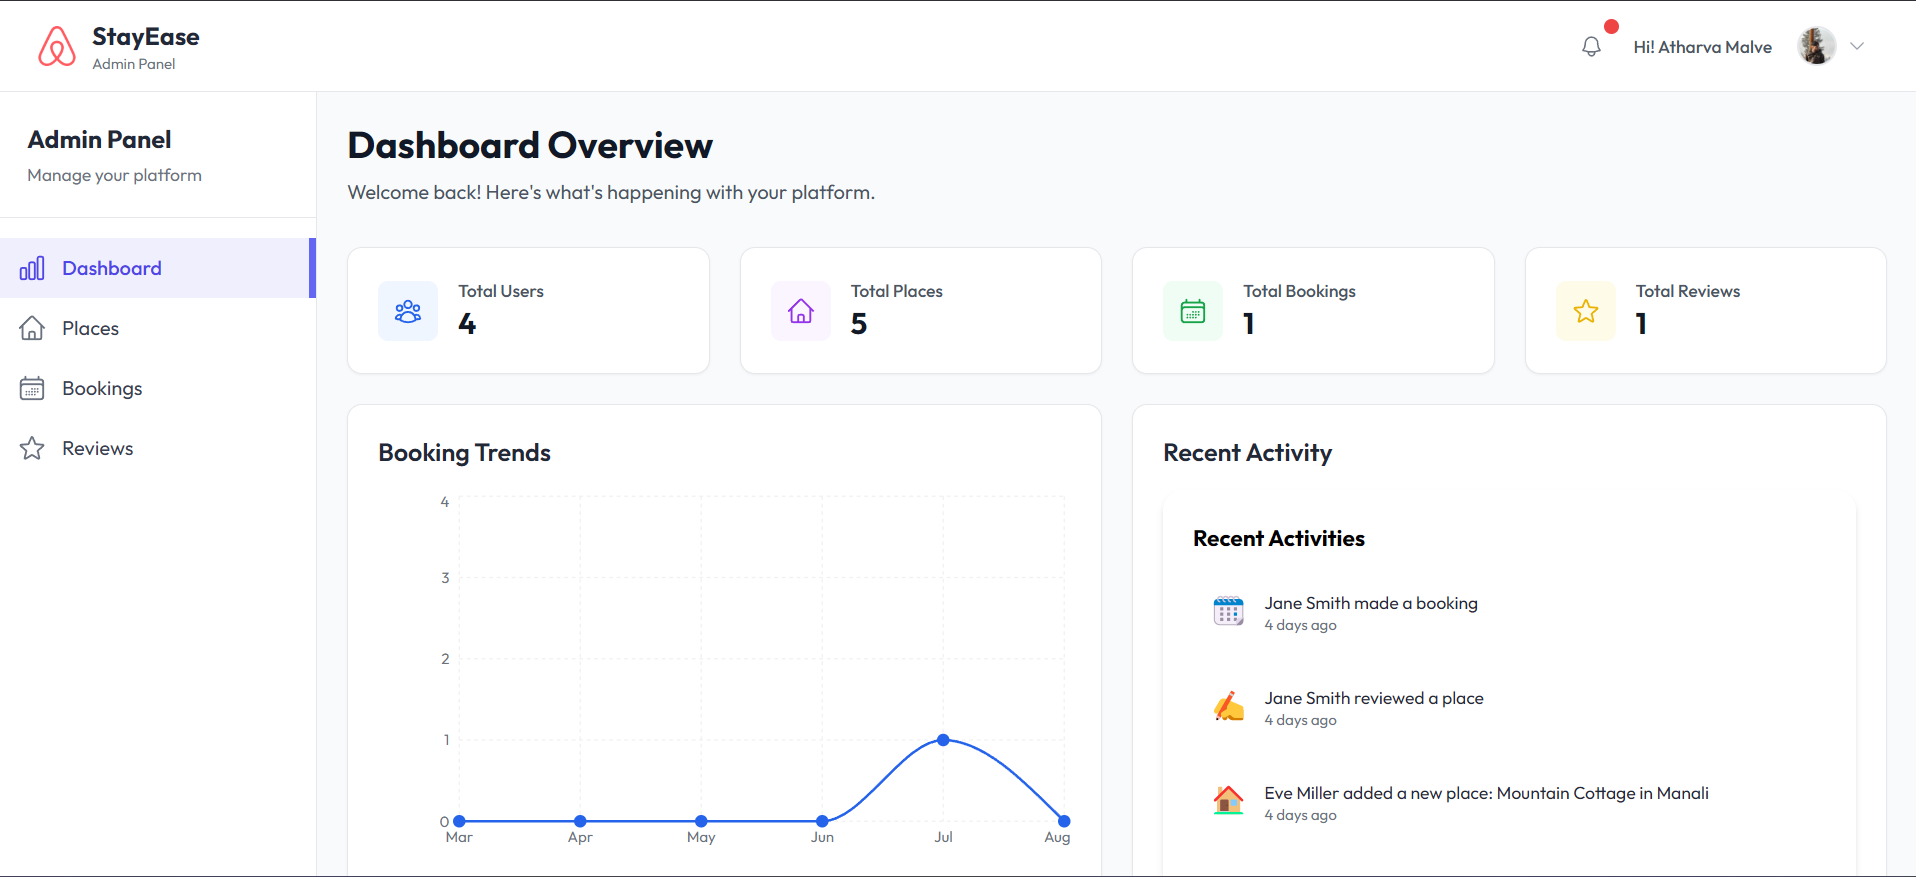 StayEase
Admin Panel
Hi! Atharva Malve
Admin Panel
Manage your platform
Dashboard
Places
Bookings
Reviews
Dashboard Overview
Welcome back! Here's what's happening with your platform.
Total Users
4
Total Places
5
Total Bookings
1
Total Reviews
1
Booking Trends
4
3
2
1
0
Mar Apr May Jun Jul Aug
Recent Activity
Recent Activities
Jane Smith made a booking
4 days ago
Jane Smith reviewed a place
4 days ago
Eve Miller added a new place: Mountain Cottage in Manali
4 days ago